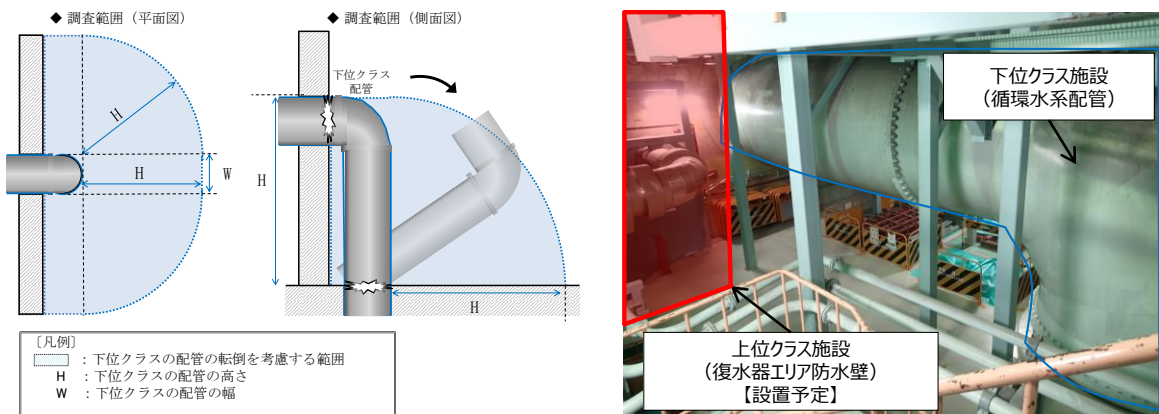 ◆ 調査範囲（平面図）
H
H
W
◆ 調査範囲（側面図）
下位クラス
配管
H
H
［凡例］
：下位クラスの配管の転倒を考慮する範囲
H ：下位クラスの配管の高さ
W ：下位クラスの配管の幅
下位クラス施設
（循環水系配管）
上位クラス施設
（復水器エリア防水壁）
【設置予定】